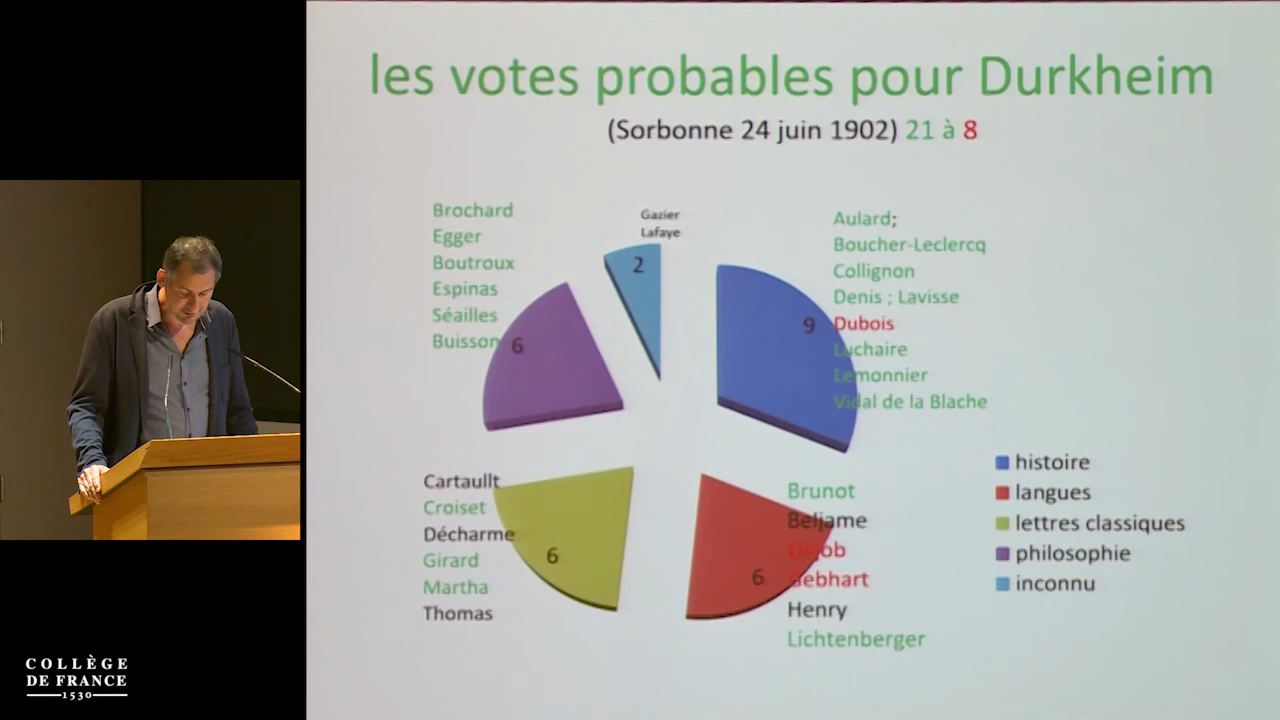 les votes probables pour Durkheim
(Sorbonne 24 juin 1902) 21 à 8
Brochard
Egger
Boutroux
Espinas
Séailles
Buisson
6
Gazier
Lafaye
2
Aulard;
Boucher-Leclercq
Collignon
Denis ; Lavisse
9 Dubois
Luchaire
Lemonnier
Vidal de la Blache
Cartaullt
Croiset
Décharme
Girard
Martha
Thomas
6
Brunot
Beljame
Dejob
6 Gebhart
Henry
Lichtenberger
histoire
langues
lettres classiques
philosophie
inconnu
COLLÈGE
DE FRANCE
1530